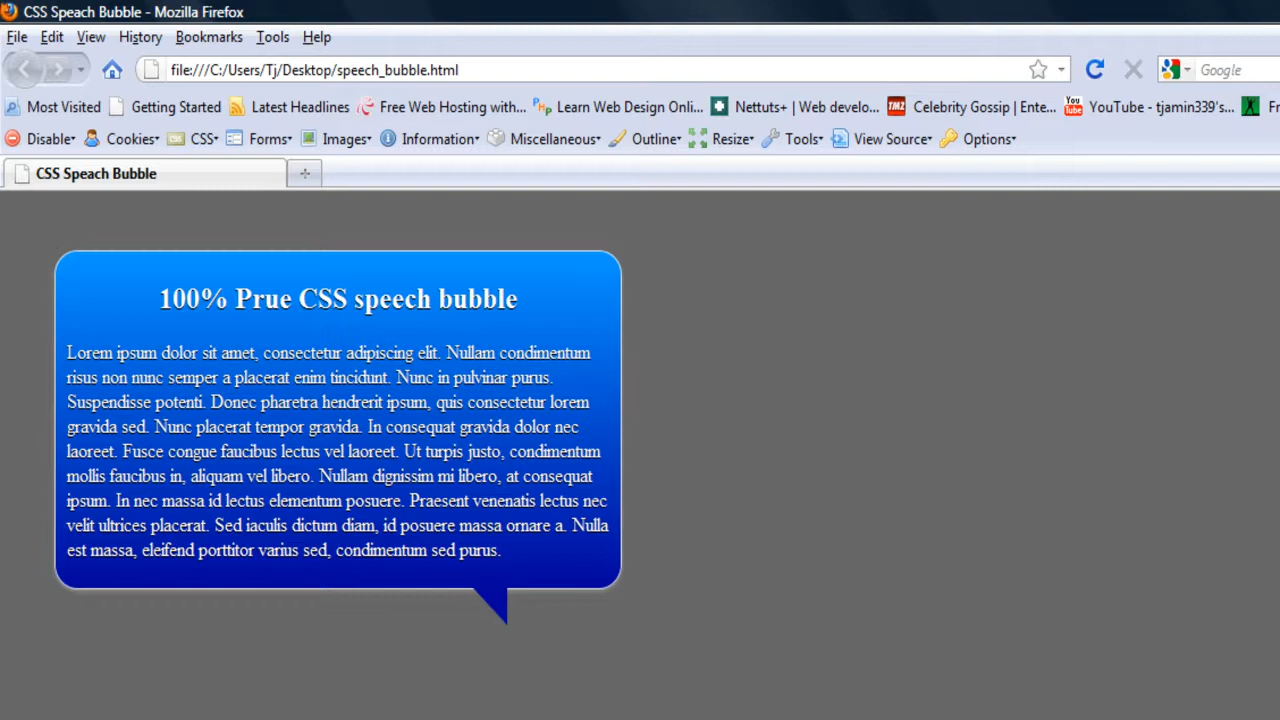 CSS Speach Bubble - Mozilla Firefox
File Edit View History Bookmarks Tools Help
file:///C:/Users/Tj/Desktop/speech_bubble.html Google
Most Visited Getting Started Latest Headlines Free Web Hosting with... PHP Learn Web Design Onli... Nettuts+ | Web develo... TMZ Celebrity Gossip | Ente... You Tube YouTube - tjamin339's... Fr
Disable Cookies CSS Forms Images Information Miscellaneous Outline Resize Tools View Source Options
CSS Speach Bubble
100% Prue CSS speech bubble
Lorem ipsum dolor sit amet, consectetur adipiscing elit. Nullam condimentum
risus non nunc semper a placerat enim tincidunt. Nunc in pulvinar purus.
Suspendisse potenti. Donec pharetra hendrerit ipsum, quis consectetur lorem
gravida sed. Nunc placerat tempor gravida. In consequat gravida dolor nec
laoreet. Fusce congue faucibus lectus vel laoreet. Ut turpis justo, condimentum
mollis faucibus in, aliquam vel libero. Nullam dignissim mi libero, at consequat
ipsum. In nec massa id lectus elementum posuere. Praesent venenatis lectus nec
velit ultrices placerat. Sed iaculis dictum diam, id posuere massa ornare a. Nulla
est massa, eleifend porttitor varius sed, condimentum sed purus.